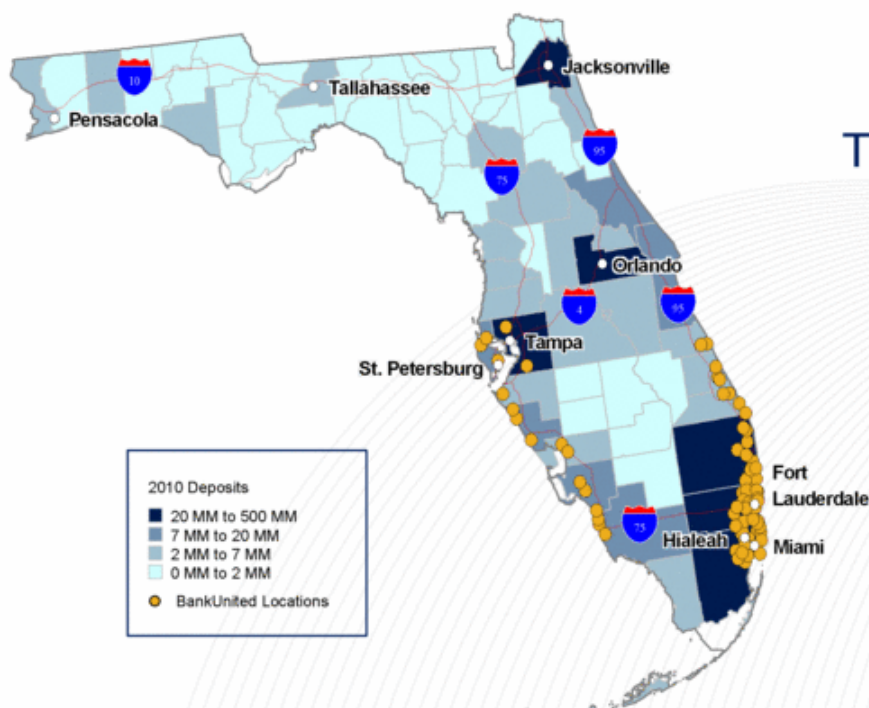 Jacksonville
10
Tallahassee
Pensacola
95
T
75
Orlando
4
95
Tampa
St. Petersburg
2010 Deposits
20 MM to 500 MM
7 MM to 20 MM
2 MM to 7 MM
0 MM to 2 MM
BankUnited Locations
Fort
Lauderdale
75
Hialeah
Miami